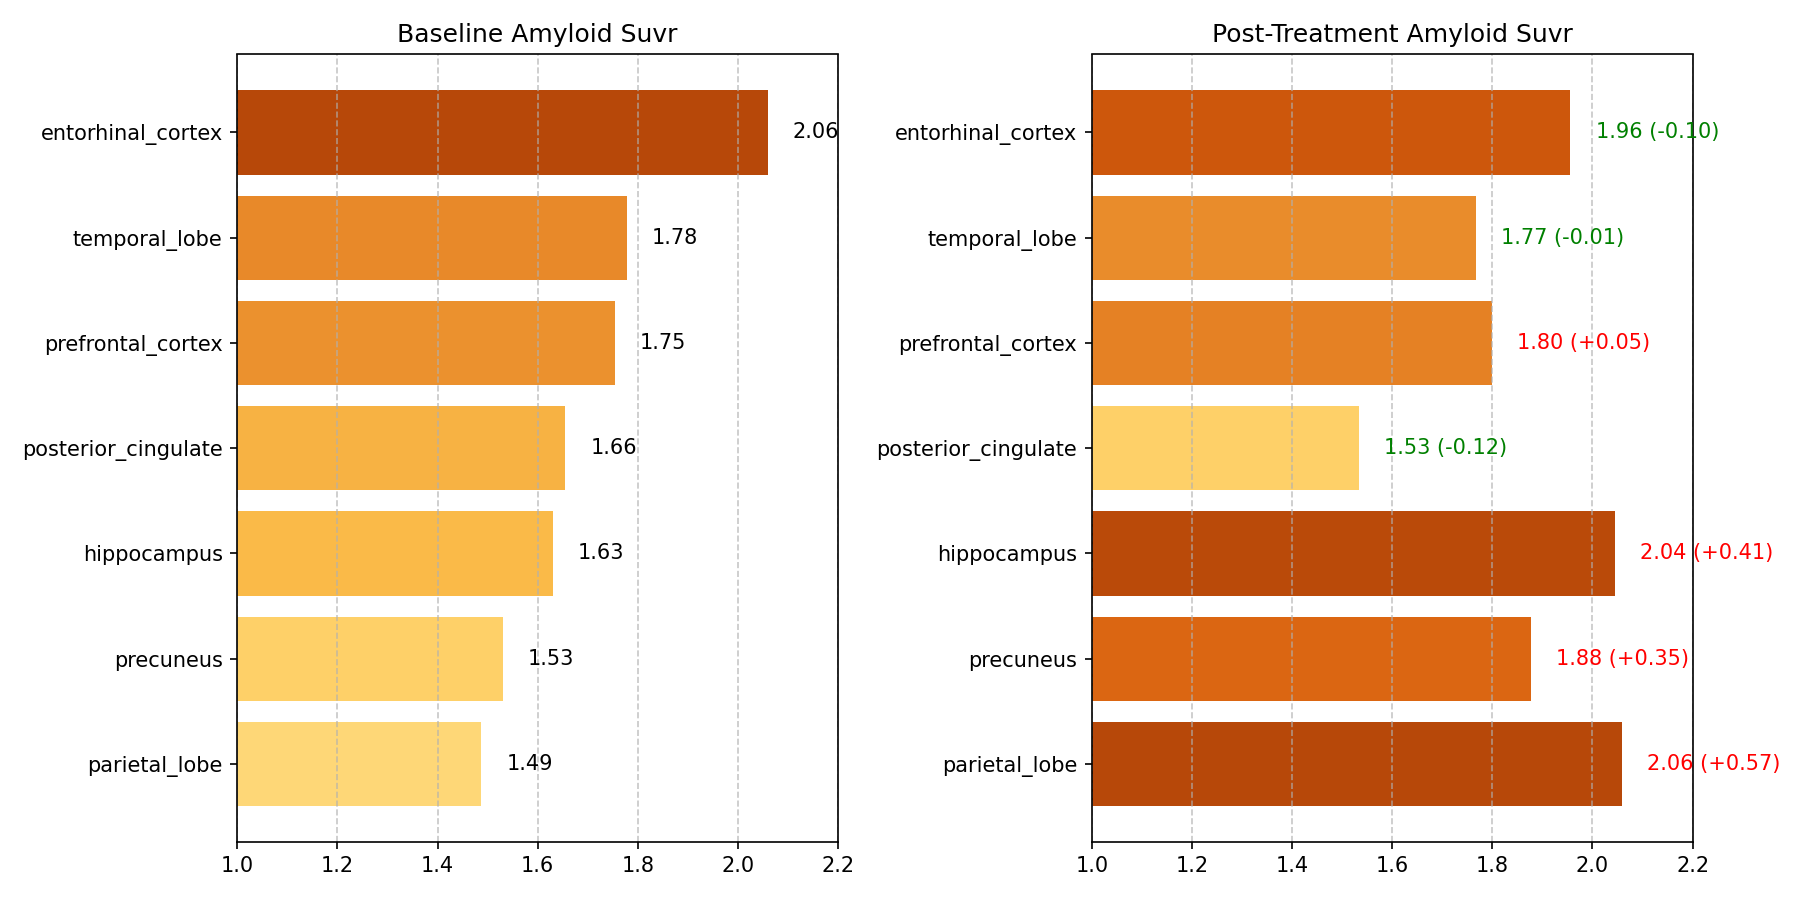 Baseline Amyloid Suvr
entorhinal_cortex
2.06
temporal_lobe
1.78
prefrontal_cortex
1.75
posterior_cingulate
1.66
hippocampus
1.63
precuneus
1.53
parietal_lobe
1.49
1.0 1.2 1.4 1.6 1.8 2.0 2.2
Post-Treatment Amyloid Suvr
entorhinal_cortex
1.96 (-0.10)
temporal_lobe
1.77 (-0.01)
prefrontal_cortex
1.80 (+0.05)
posterior_cingulate
1.53 (-0.12)
hippocampus
2.04 (+0.41)
precuneus
1.88 (+0.35)
parietal_lobe
2.06 (+0.57)
1.0 1.2 1.4 1.6 1.8 2.0 2.2